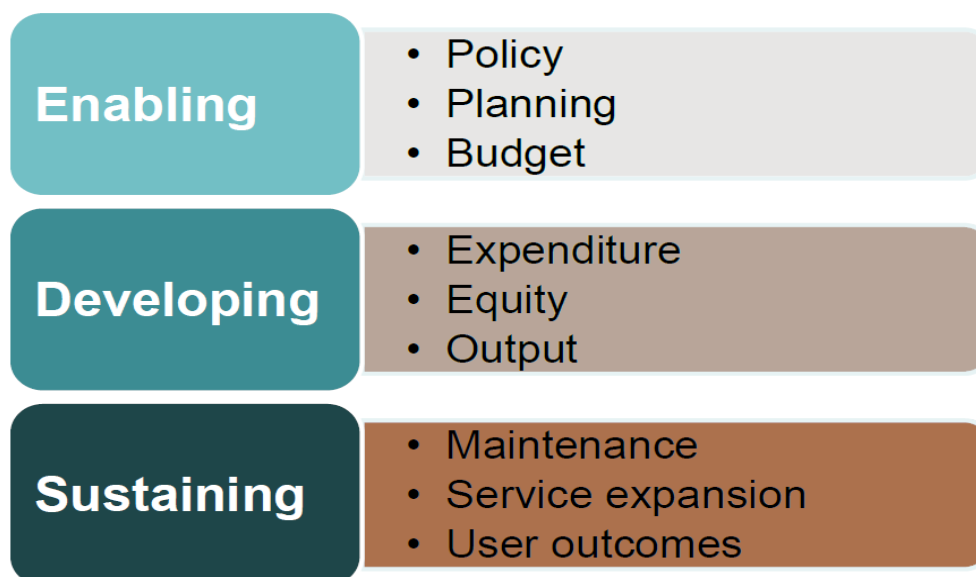 Enabling
• Policy
• Planning
• Budget
Developing
• Expenditure
• Equity
• Output
Sustaining
• Maintenance
• Service expansion
• User outcomes